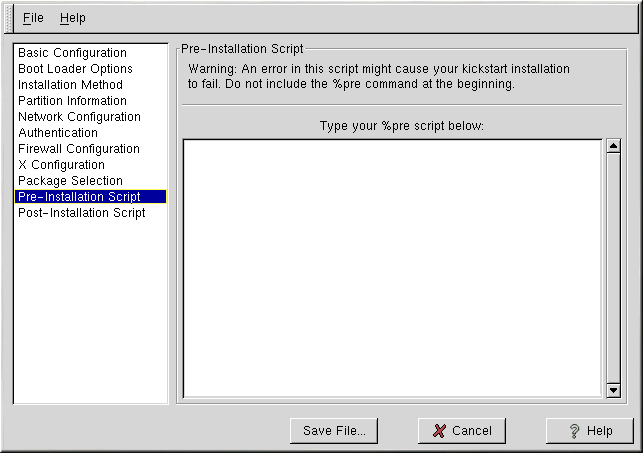 File Help
Basic Configuration
Boot Loader Options
Installation Method
Partition Information
Network Configuration
Authentication
Firewall Configuration
X Configuration
Package Selection
Pre-Installation Script
Post-Installation Script
Pre-Installation Script
Warning: An error in this script might cause your kickstart installation
to fail. Do not include the %pre command at the beginning.
Type your %pre script below:
Save File... Cancel Help